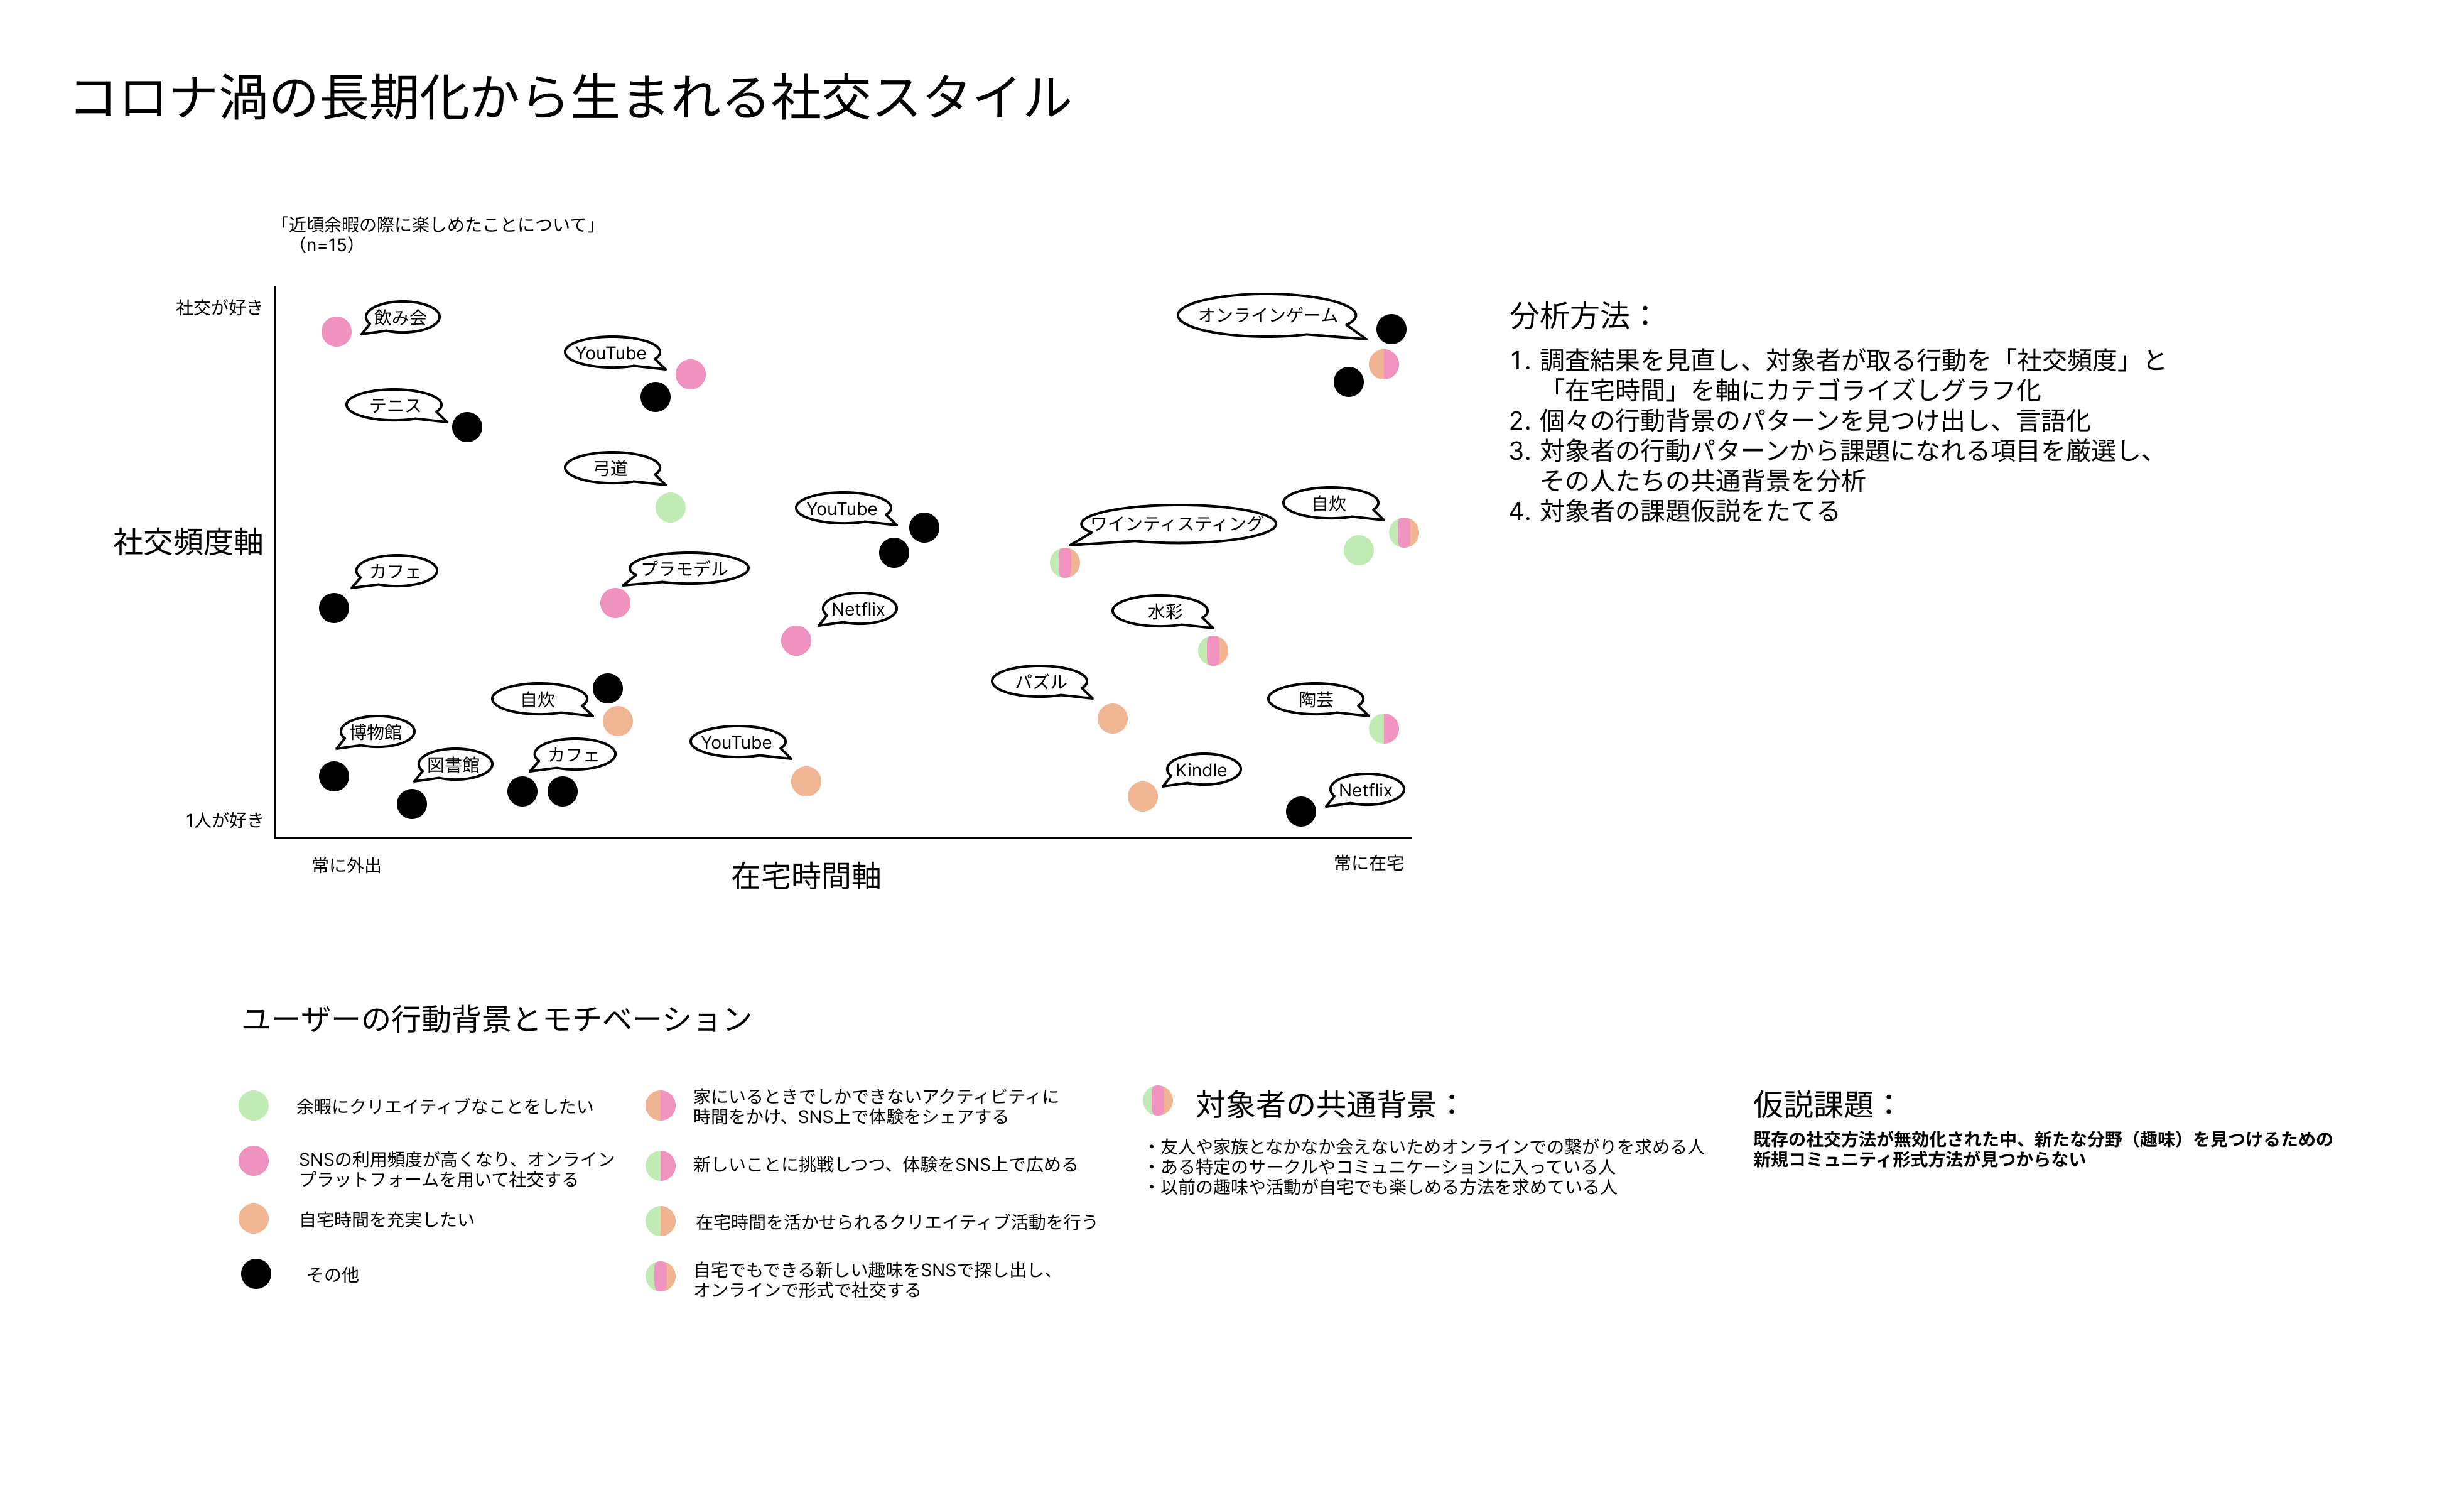 コロナ渦の長期化から生まれる社交スタイル
「近頃余暇の際に楽しめたことについて」
（n=15）
社交が好き
飲み会
YouTube
オンラインゲーム
テニス
弓道
YouTube
ワインティスティング
自炊
社交頻度軸
カフェ
プラモデル
Netflix
水彩
パズル
自炊
陶芸
博物館
図書館
カフェ
YouTube
Kindle
Netflix
1人が好き
常に外出
在宅時間軸
常に在宅
分析方法：
1. 調査結果を見直し、対象者が取る行動を「社交頻度」と
「在宅時間」を軸にカテゴライズしグラフ化
2. 個々の行動背景のパターンを見つけ出し、言語化
3. 対象者の行動パターンから課題になれる項目を厳選し、
その人たちの共通背景を分析
4. 対象者の課題仮説をたてる
ユーザーの行動背景とモチベーション
余暇にクリエイティブなことをしたい
SNSの利用頻度が高くなり、オンライン
プラットフォームを用いて社交する
自宅時間を充実したい
その他
家にいるときでしかできないアクティビティに
時間をかけ、SNS上で体験をシェアする
新しいことに挑戦しつつ、体験をSNS上で広める
在宅時間を活かせられるクリエイティブ活動を行う
自宅でもできる新しい趣味をSNSで探し出し、
オンラインで形式で社交する
対象者の共通背景：
・友人や家族となかなか会えないためオンラインでの繋がりを求める人
・ある特定のサークルやコミュニケーションに入っている人
・以前の趣味や活動が自宅でも楽しめる方法を求めている人
仮説課題：
既存の社交方法が無効化された中、新たな分野（趣味）を見つけるための
新規コミュニティ形式方法が見つからない